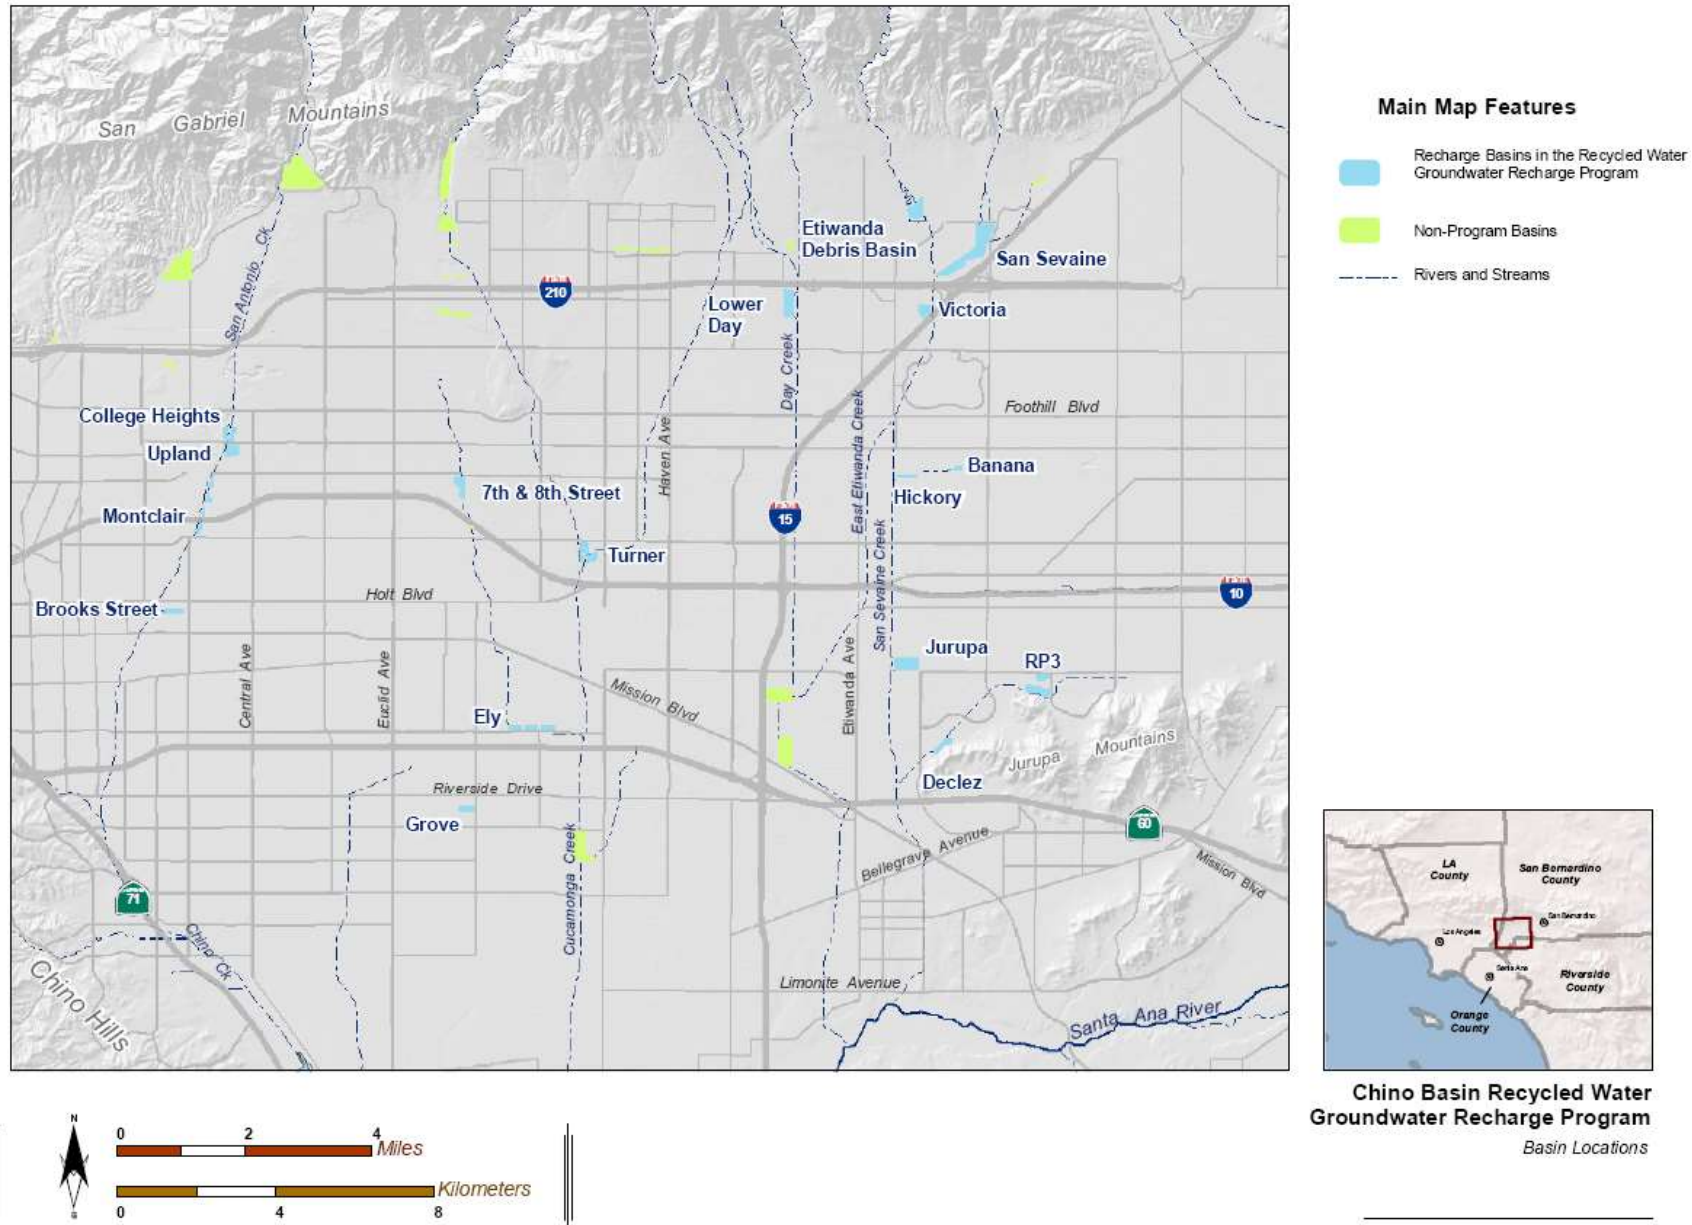 San Gabriel Mountains
San Antonio Ck
210
Etiwanda
Debris Basin
San Sevaine
Lower
Day
Victoria
Day Creek
College Heights
Upland
Montclair
Foothill Blvd
Haven Ave
East Etiwanda Creek
Banana
Hickory
7th & 8th Street
15
San Sevaine Creek
Turner
10
Holt Blvd
Brooks Street
Central Ave
Euclid Ave
Etiwanda Ave
Jurupa
RP3
Mission Blvd
Ely
Jurupa Mountains
Declez
Riverside Drive
Grove
60
Bellegrave Avenue
Mission Blvd
Cucamonga Creek
71
Chino Ck
Chino Hills
Limonite Avenue
Santa Ana River
Main Map Features
Recharge Basins in the Recycled Water
Groundwater Recharge Program
Non-Program Basins
Rivers and Streams
LA
County
San Bernardino
County
San Bernardino
Los Angeles
Santa Ana
Riverside
County
Orange
County
Chino Basin Recycled Water
Groundwater Recharge Program
Basin Locations
N
S
0 2 4
Miles
Kilometers
0 4 8